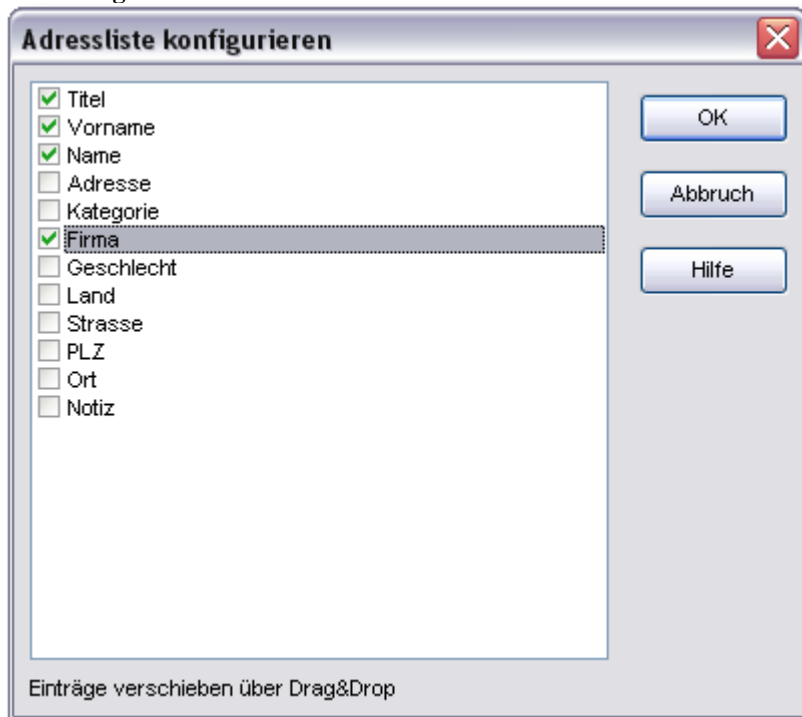 Adressliste konfigurieren
Titel
Vorname
Name
Adresse
Kategorie
Firma
Geschlecht
Land
Strasse
PLZ
Ort
Notiz
OK
Abbruch
Hilfe
Einträge verschieben über Drag&Drop